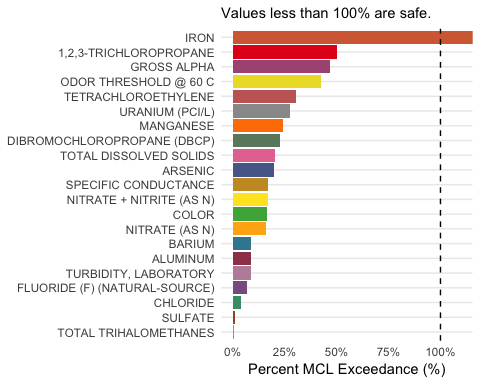 Values less than 100% are safe.
IRON
1,2,3-TRICHLOROPROPANE
GROSS ALPHA
ODOR THRESHOLD @ 60 C
TETRACHLOROETHYLENE
URANIUM (PCI/L)
MANGANESE
DIBROMOCHLOROPROPANE (DBCP)
TOTAL DISSOLVED SOLIDS
ARSENIC
SPECIFIC CONDUCTANCE
NITRATE + NITRITE (AS N)
COLOR
NITRATE (AS N)
BARIUM
ALUMINUM
TURBIDITY, LABORATORY
FLUORIDE (F) (NATURAL-SOURCE)
CHLORIDE
SULFATE
TOTAL TRIHALOMETHANES
0% 25% 50% 75% 100%
Percent MCL Exceedance (%)